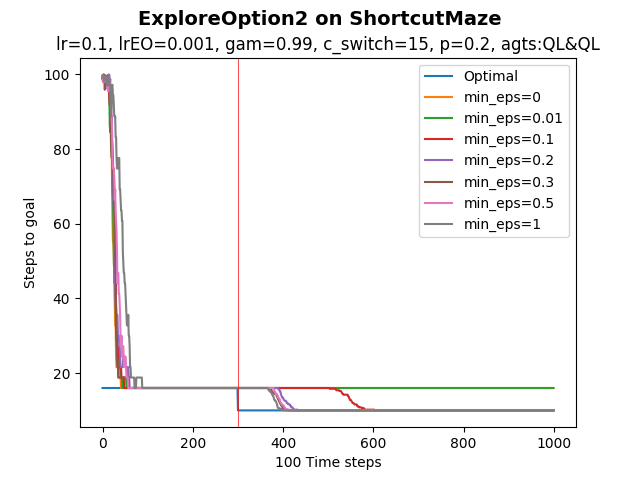 ExploreOption2 on ShortcutMaze
lr=0.1, lrEO=0.001, gam=0.99, c_switch=15, p=0.2, agts:QL&QL
Steps to goal
100
80
60
40
20
Optimal
min_eps=0
min_eps=0.01
min_eps=0.1
min_eps=0.2
min_eps=0.3
min_eps=0.5
min_eps=1
0
200
400
600
800
1000
100 Time steps